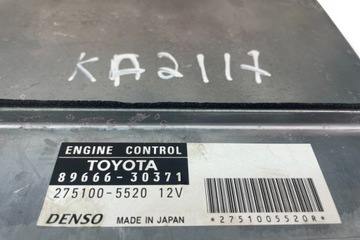 KA2117
ENGINE CONTROL
TOYOTA
89666-30371
275100-5520 12V
DENSO MADE IN JAPAN
*2751005520R*